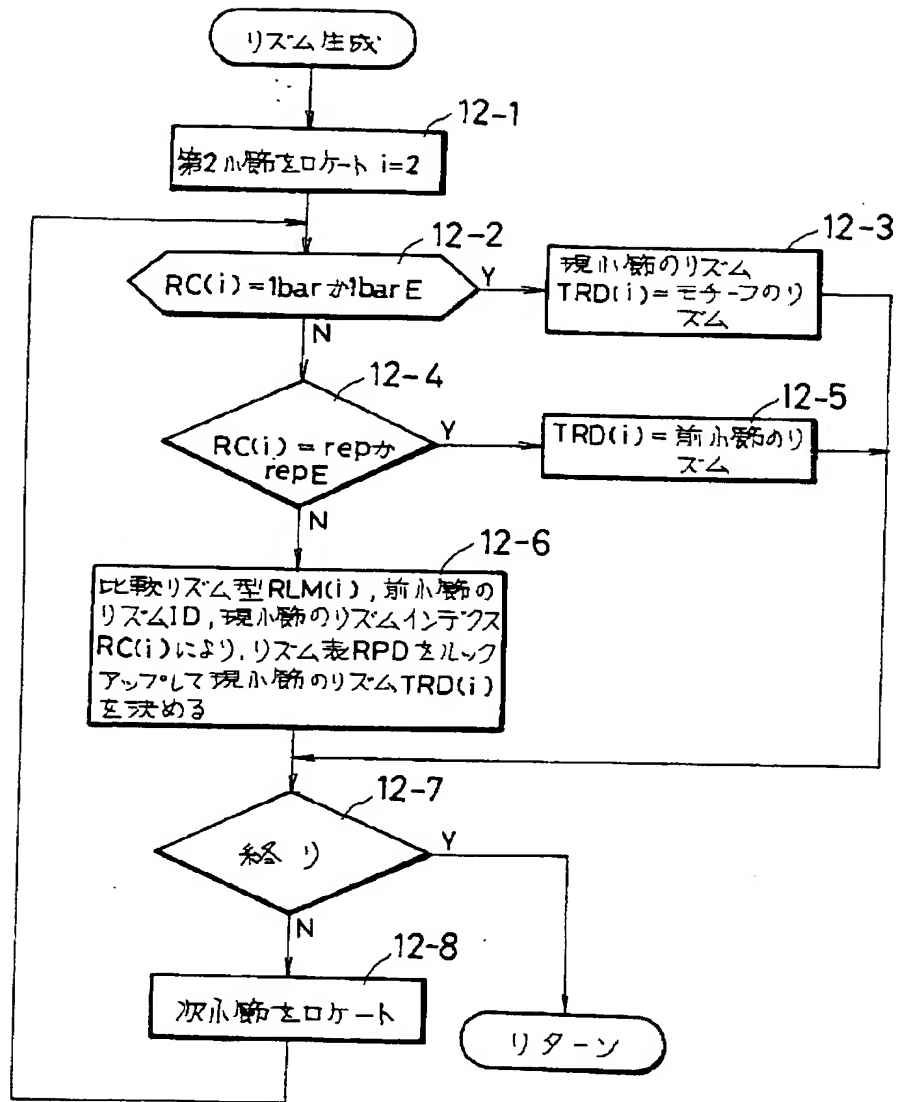 リズム生成
12-1
第2小節をロケート i=2
12-2
RC(i)=1barか1barE
Y
N
12-3
現小節のリズム
TRD(i)=モチーフのリ
ズム
12-4
RC(i)=repか
repE
Y
N
12-5
TRD(i)=前小節のリ
ズム
12-6
比較リズム型RLM(i),前小節の
リズムID,現小節のリズムインデクス
RC(i)により,リズム表RPDをルック
アップして現小節のリズムTRD(i)
を決める
12-7
終り
Y
N
12-8
次小節をロケート
リターン